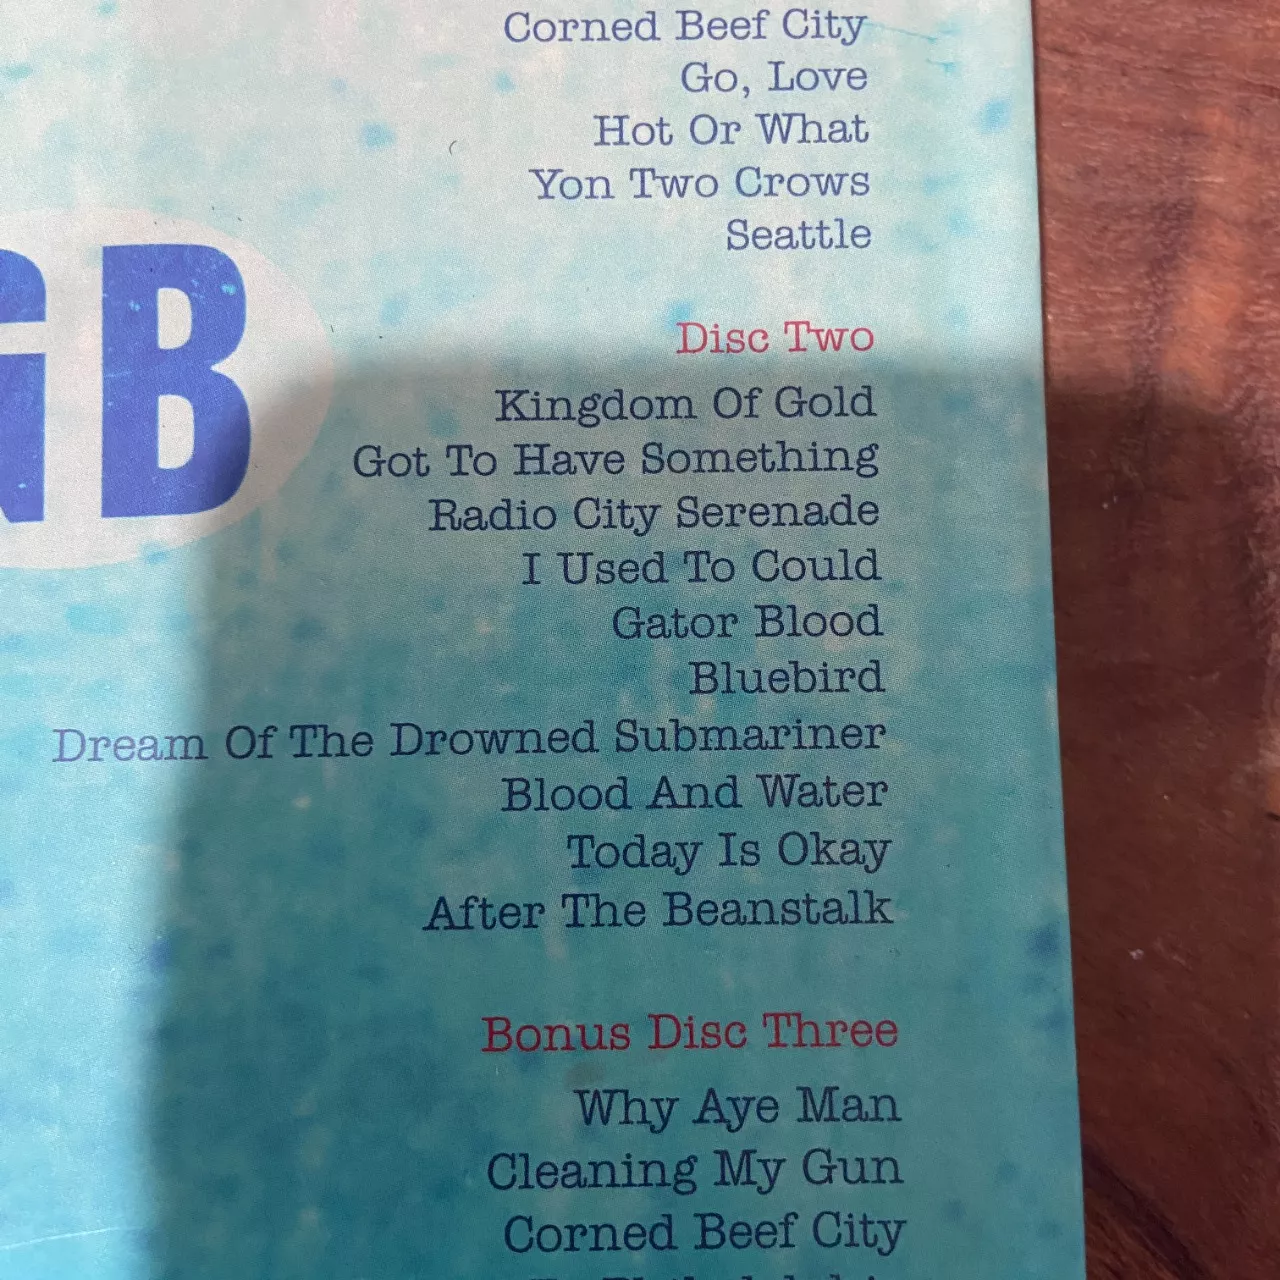 Corned Beef City
Go, Love
Hot Or What
Yon Two Crows
Seattle
GB
Disc Two
Kingdom Of Gold
Got To Have Something
Radio City Serenade
I Used To Could
Gator Blood
Bluebird
Dream Of The Drowned Submariner
Blood And Water
Today Is Okay
After The Beanstalk
Bonus Disc Three
Why Aye Man
Cleaning My Gun
Corned Beef City